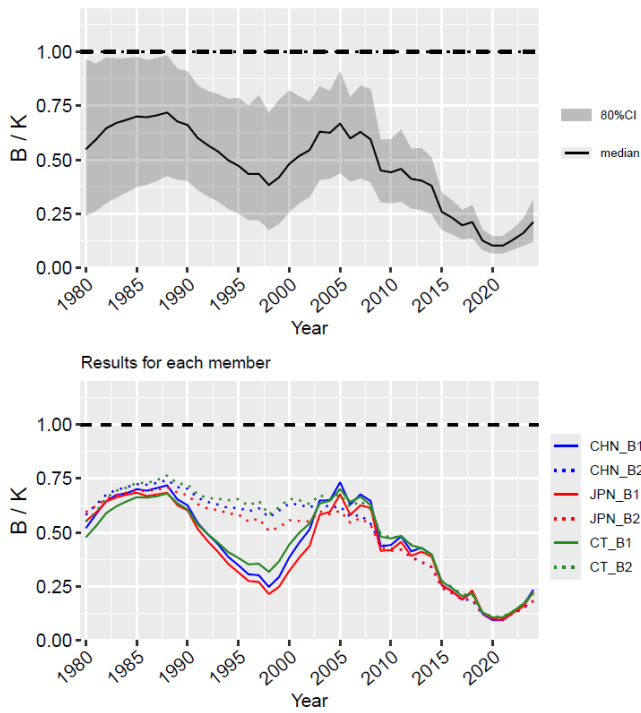 1.00
0.75
0.50
0.25
0.00
B / K
1980
1985
1990
1995
2000
2005
2010
2015
2020
Year
80%CI
median
Results for each member
1.00
0.75
0.50
0.25
0.00
B / K
1980
1985
1990
1995
2000
2005
2010
2015
2020
Year
CHN_B1
CHN_B2
JPN_B1
JPN_B2
CT_B1
CT_B2